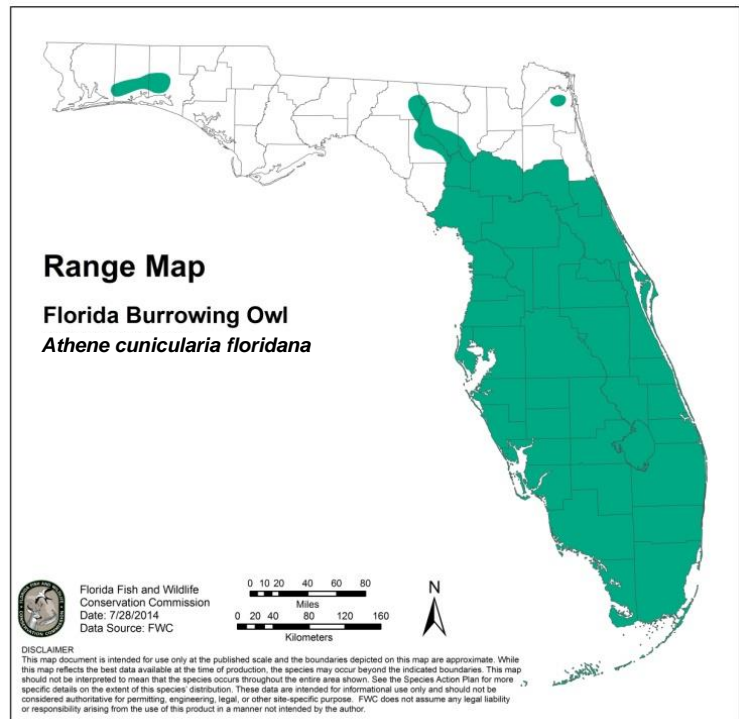 Range Map
Florida Burrowing Owl
Athene cunicularia floridana
Florida Fish and Wildlife
Conservation Commission
Date: 7/28/2014
Data Source: FWC
0 10 20 40 60 80
Miles
0 20 40 80 120 160
Kilometers
N
DISCLAIMER
This map document is intended for use only at the published scale and the boundaries depicted on this map are approximate. While
this map reflects the best data available at the time of production, the species may occur beyond the indicated boundaries. This map
should not be interpreted to mean that the species occurs throughout the entire area shown. See the Species Action Plan for more
specific details on the extent of this species' distribution. These data are intended for informational use only and should not be
considered authoritative for permitting, engineering, legal, or other site-specific purpose. FWC does not assume any legal liability
or responsibility arising from the use of this product in a manner not intended by the author.